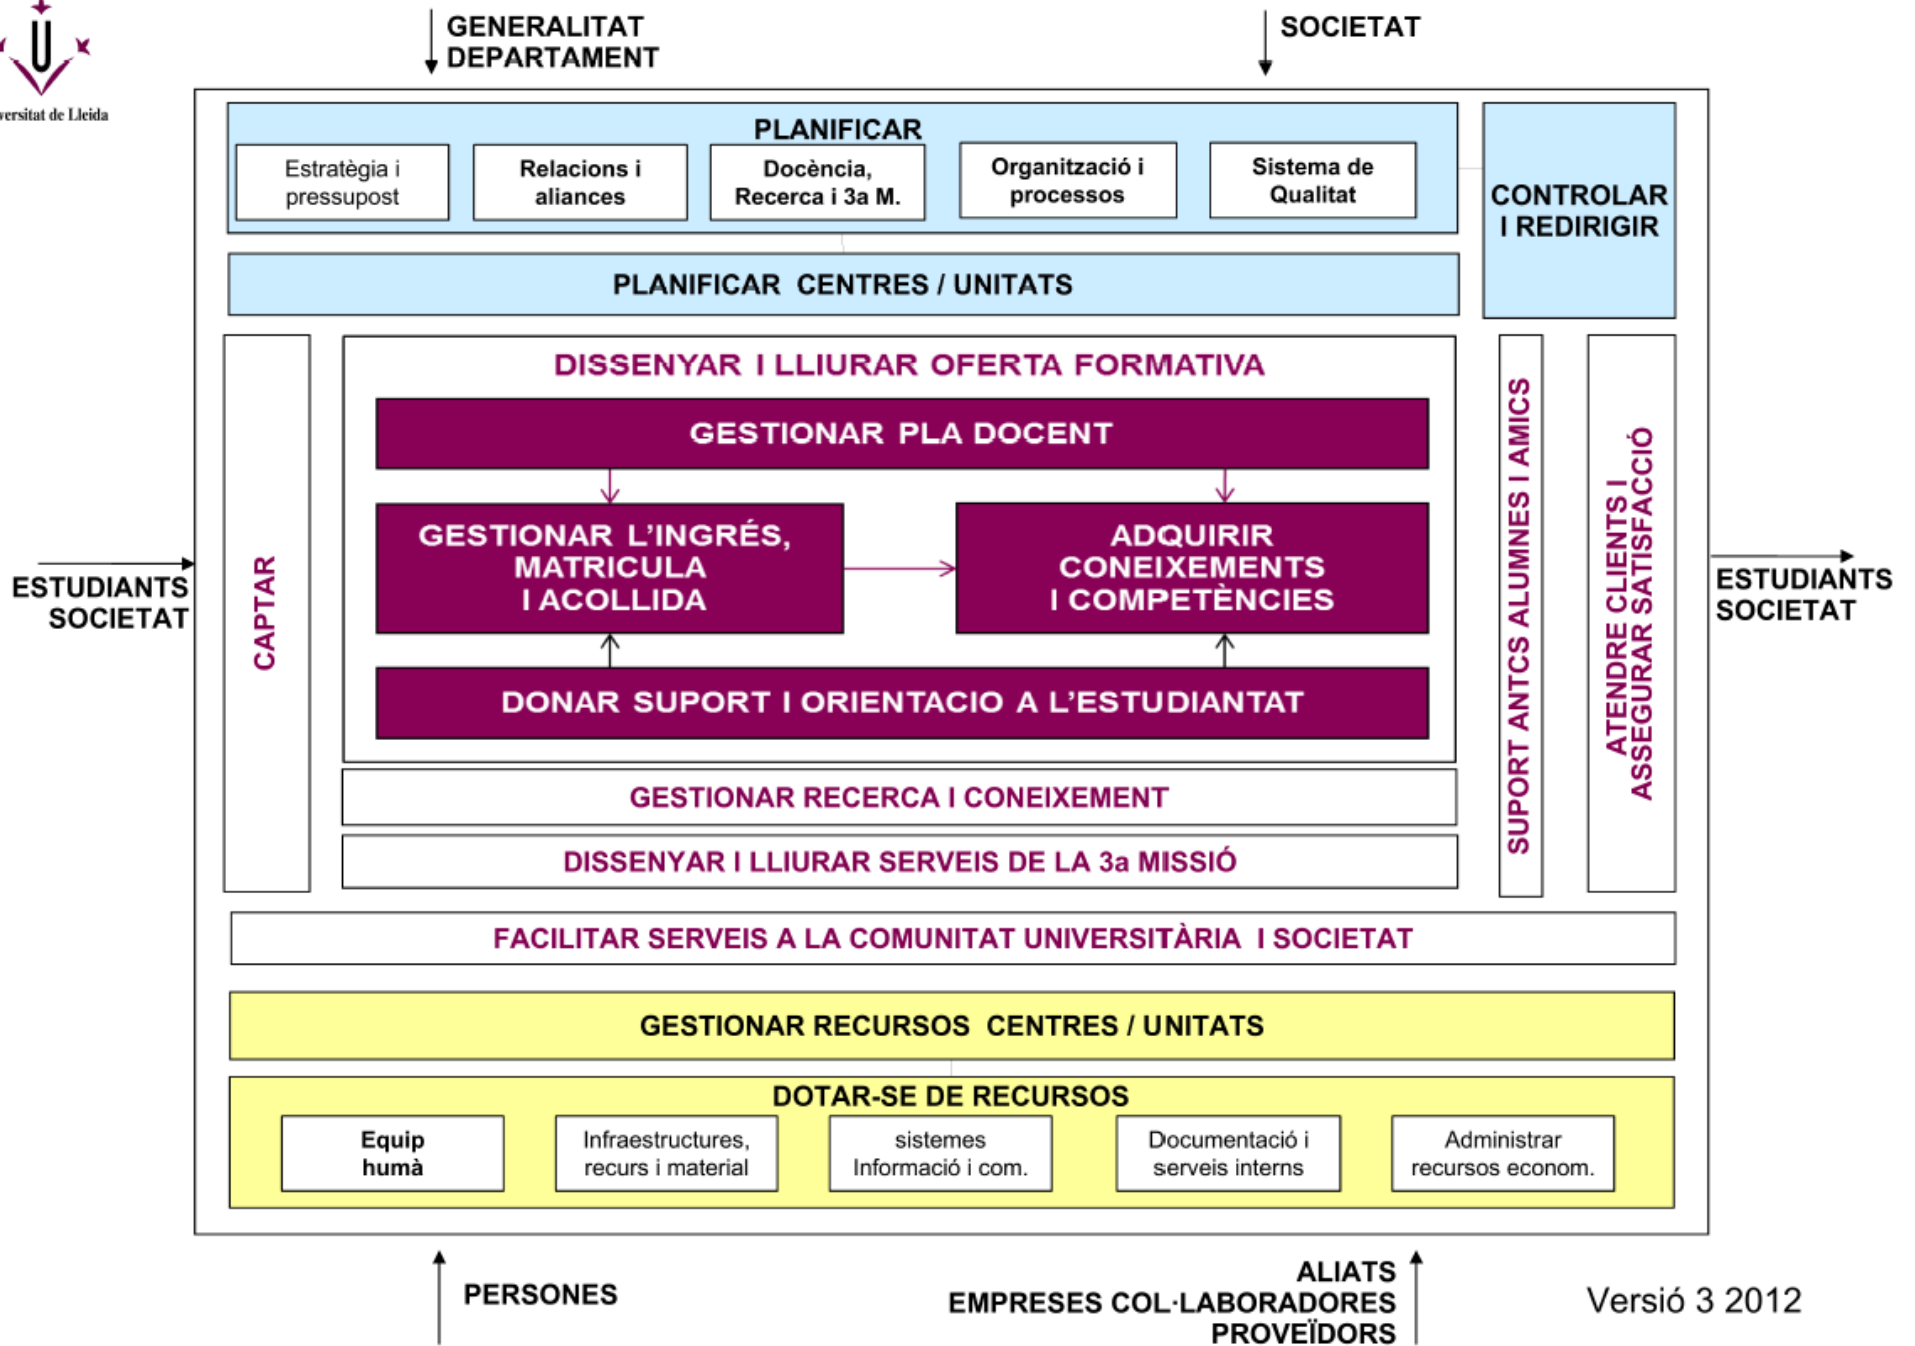 GENERALITAT
DEPARTAMENT
SOCIETAT
versitat de Lleida
PLANIFICAR
Estratègia i
pressupost
Relacions i
aliances
Docència,
Recerca i 3a M.
Organització i
processos
Sistema de
Qualitat
CONTROLAR
I REDIRIGIR
PLANIFICAR CENTRES / UNITATS
ESTUDIANTS
SOCIETAT
CAPTAR
DISSENYAR I LLIURAR OFERTA FORMATIVA
GESTIONAR PLA DOCENT
GESTIONAR L'INGRÉS,
MATRICULA
I ACOLLIDA
ADQUIRIR
CONEIXEMENTS
I COMPETÈNCIES
DONAR SUPORT I ORIENTACIO A L'ESTUDIANTAT
GESTIONAR RECERCA I CONEIXEMENT
DISSENYAR I LLIURAR SERVEIS DE LA 3a MISSIÓ
SUPORT ANTCS ALUMNES I AMICS
ATENDRE CLIENTS I
ASSEGURAR SATISFACCIÓ
ESTUDIANTS
SOCIETAT
FACILITAR SERVEIS A LA COMUNITAT UNIVERSITÀRIA I SOCIETAT
GESTIONAR RECURSOS CENTRES / UNITATS
DOTAR-SE DE RECURSOS
Equip
humà
Infraestructures,
recurs i material
sistemes
Informació i com.
Documentació i
serveis interns
Administrar
recursos econom.
PERSONES
ALIATS
EMPRESES COL·LABORADORES
PROVEÏDORS
Versió 3 2012